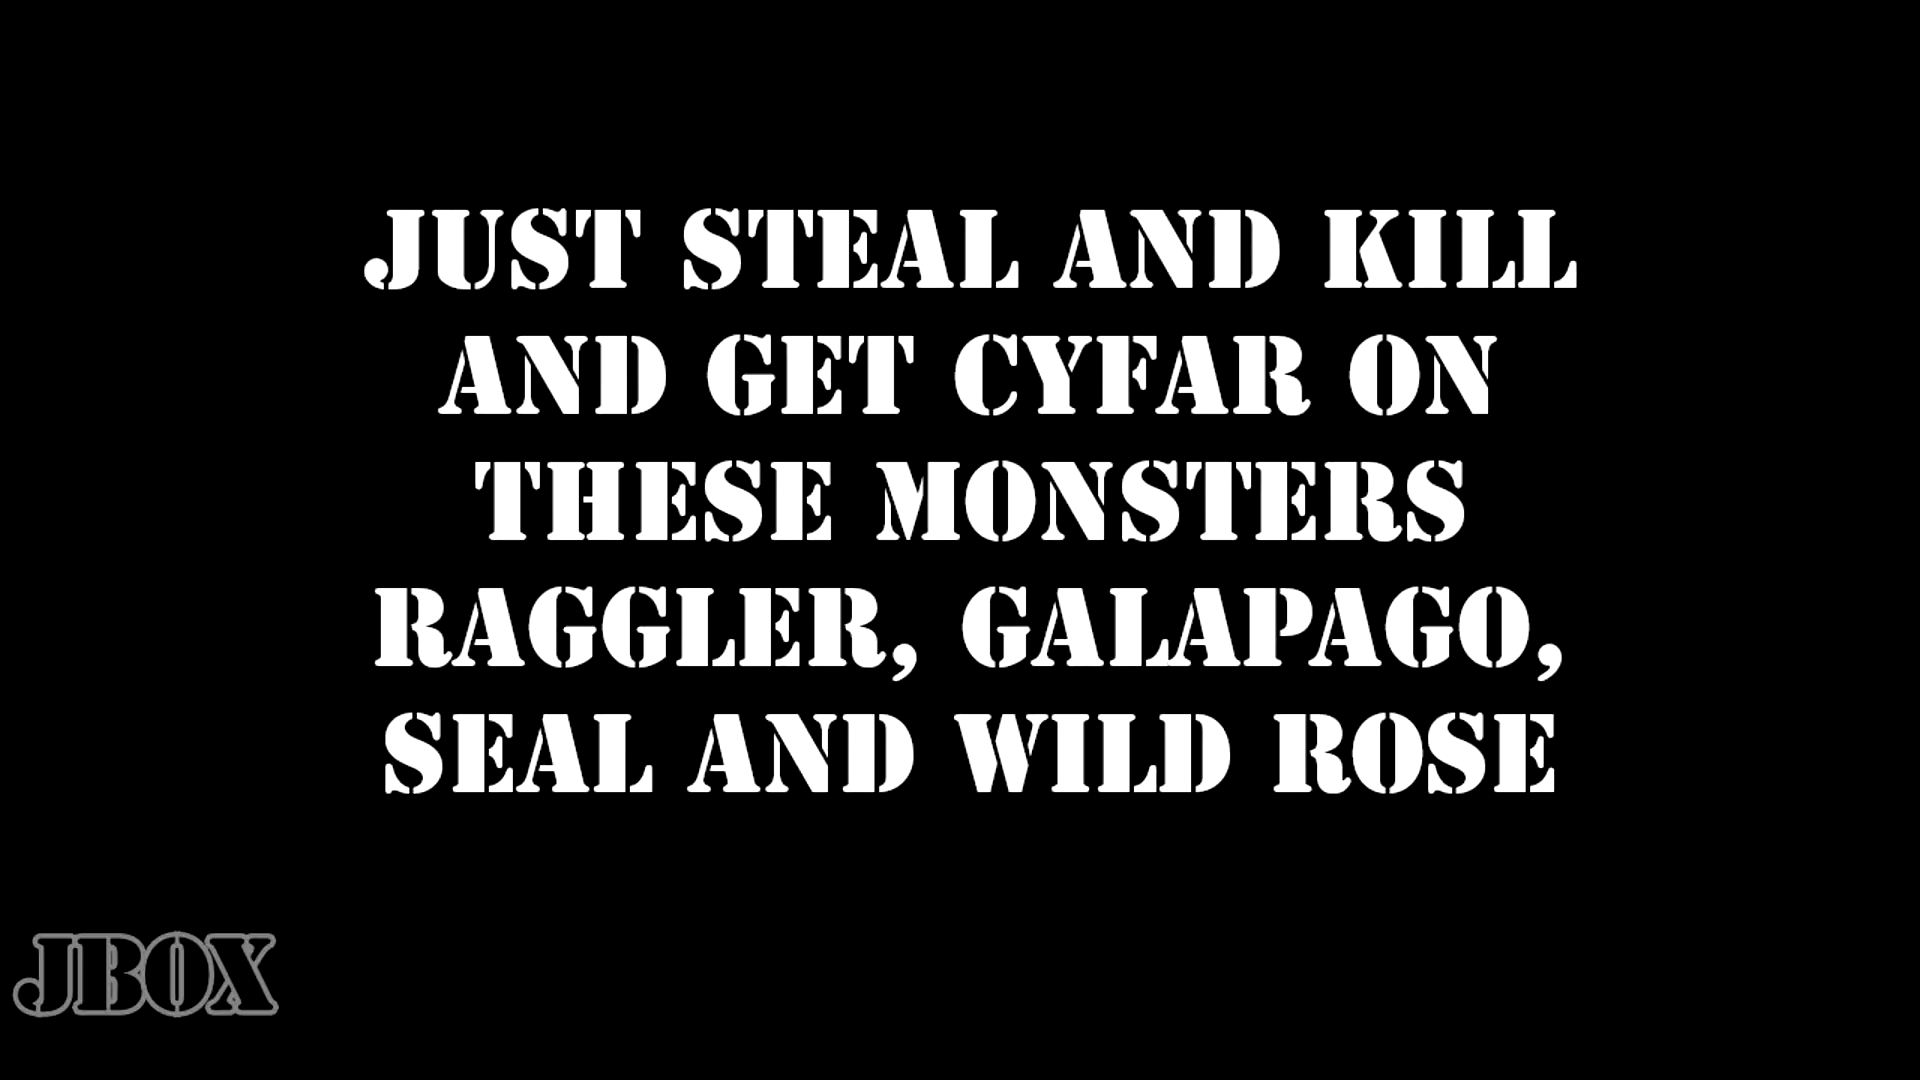 JUST STEAL AND KILL
AND GET CYFAR ON
THESE MONSTERS
RAGGLER, GALAPAGO,
SEAL AND WILD ROSE
JBOX